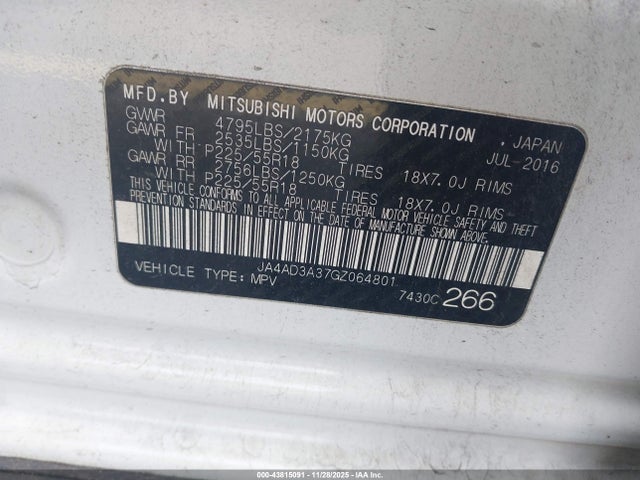 MFD.BY MITSUBISHI MOTORS CORPORATION, JAPAN
GVWR 4795LBS/2175KG JUL-2016
GAWR FR 2535LBS/1150KG
WITH P225/55R18 TIRES 18X7.0J RIMS
GAWR RR 2756LBS/1250KG
WITH P225/55R18 TIRES 18X7.0J RIMS
THIS VEHICLE CONFORMS TO ALL APPLICABLE FEDERAL MOTOR VEHICLE SAFETY AND THEFT
PREVENTION STANDARDS IN EFFECT ON THE DATE OF MANUFACTURE SHOWN ABOVE.
JA4AD3A37GZ064801
VEHICLE TYPE: MPV 7430C 266
000-43815091 | 11/28/2025 - IAA